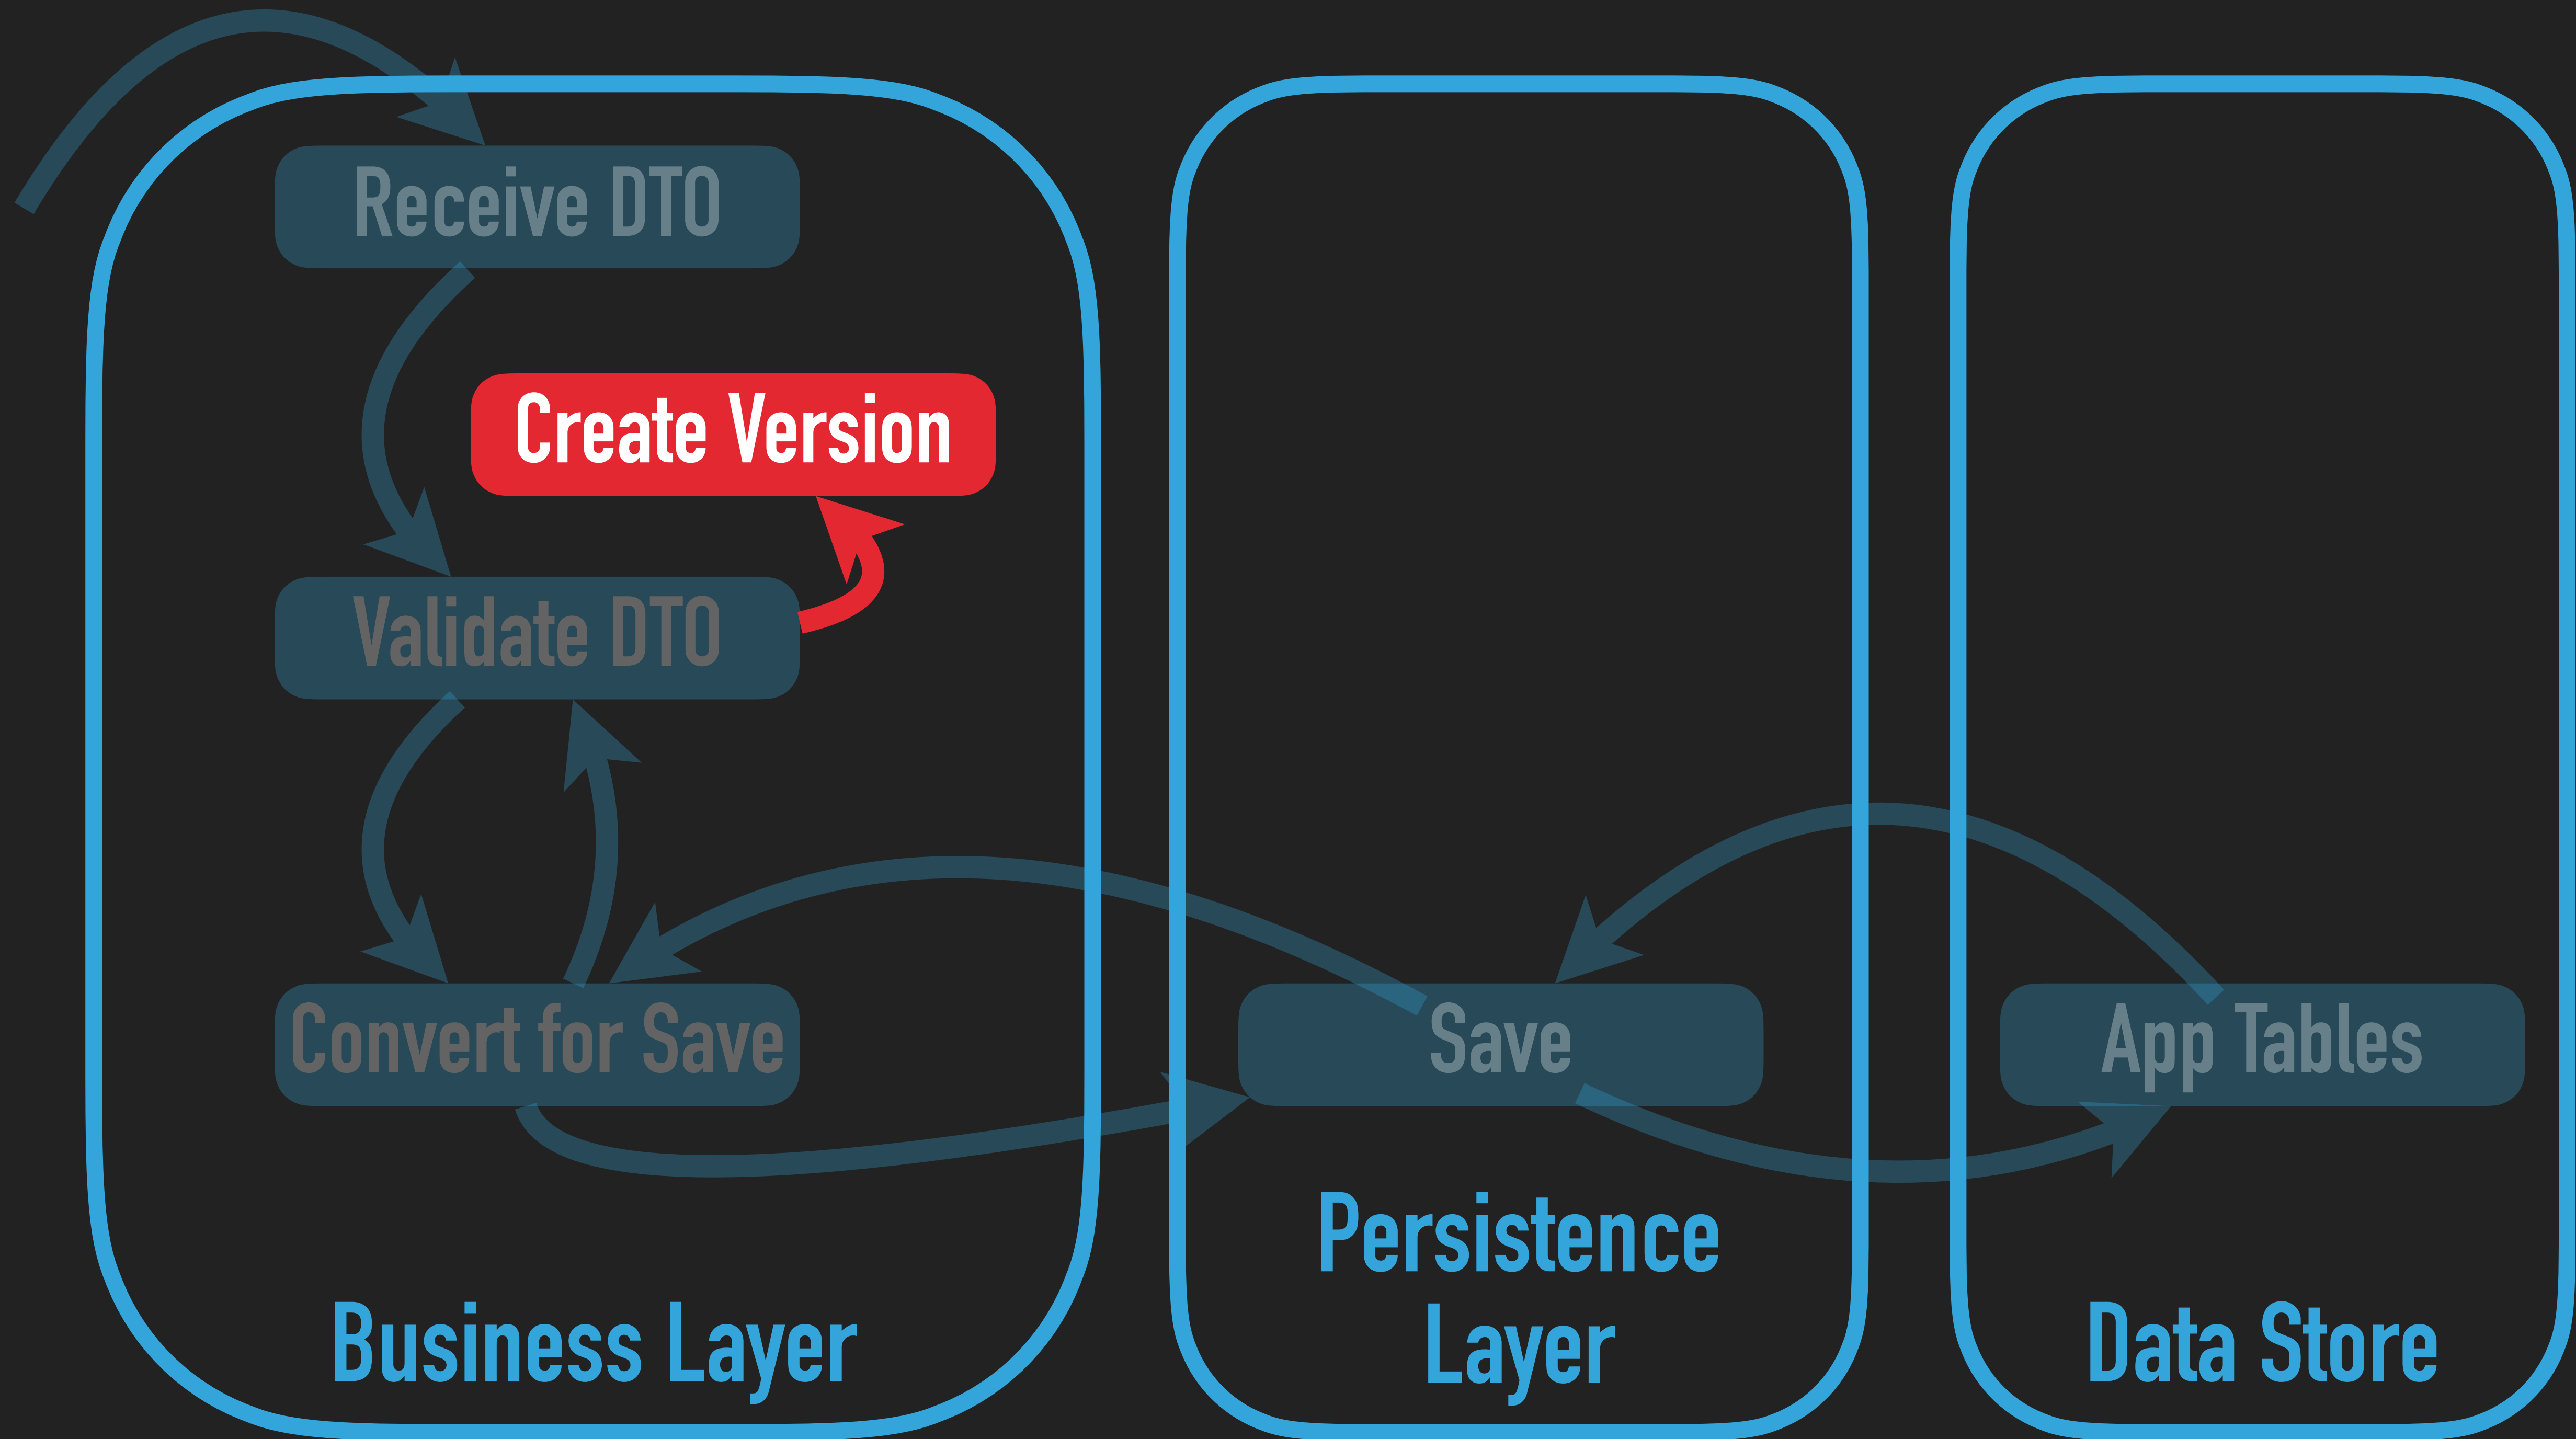 Receive DTO
Create Version
Validate DTO
Convert for Save
Save
App Tables
Business Layer
Persistence
Layer
Data Store